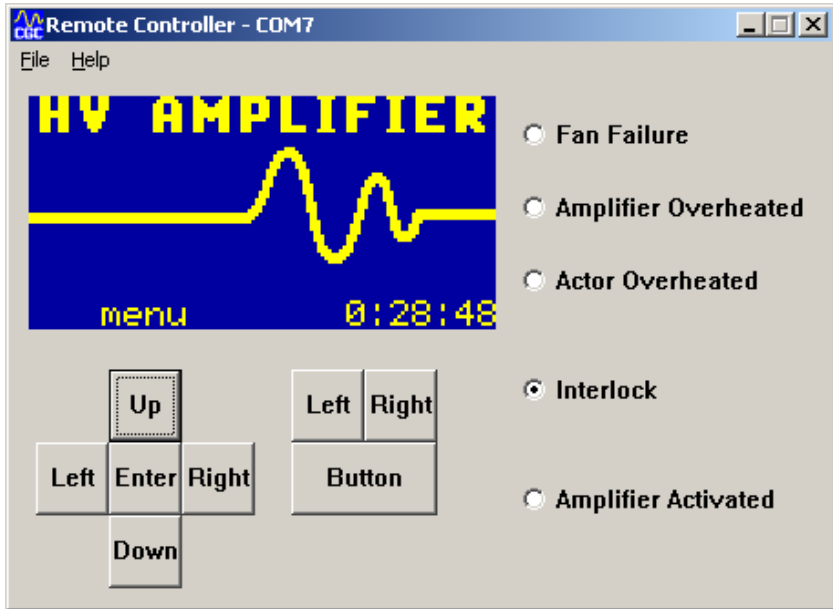 CGC Remote Controller - COM7
File Help
HV AMPLIFIER
menu 0:28:48
Fan Failure
Amplifier Overheated
Actor Overheated
Interlock
Amplifier Activated
Up
Left Enter Right
Down
Left Right
Button